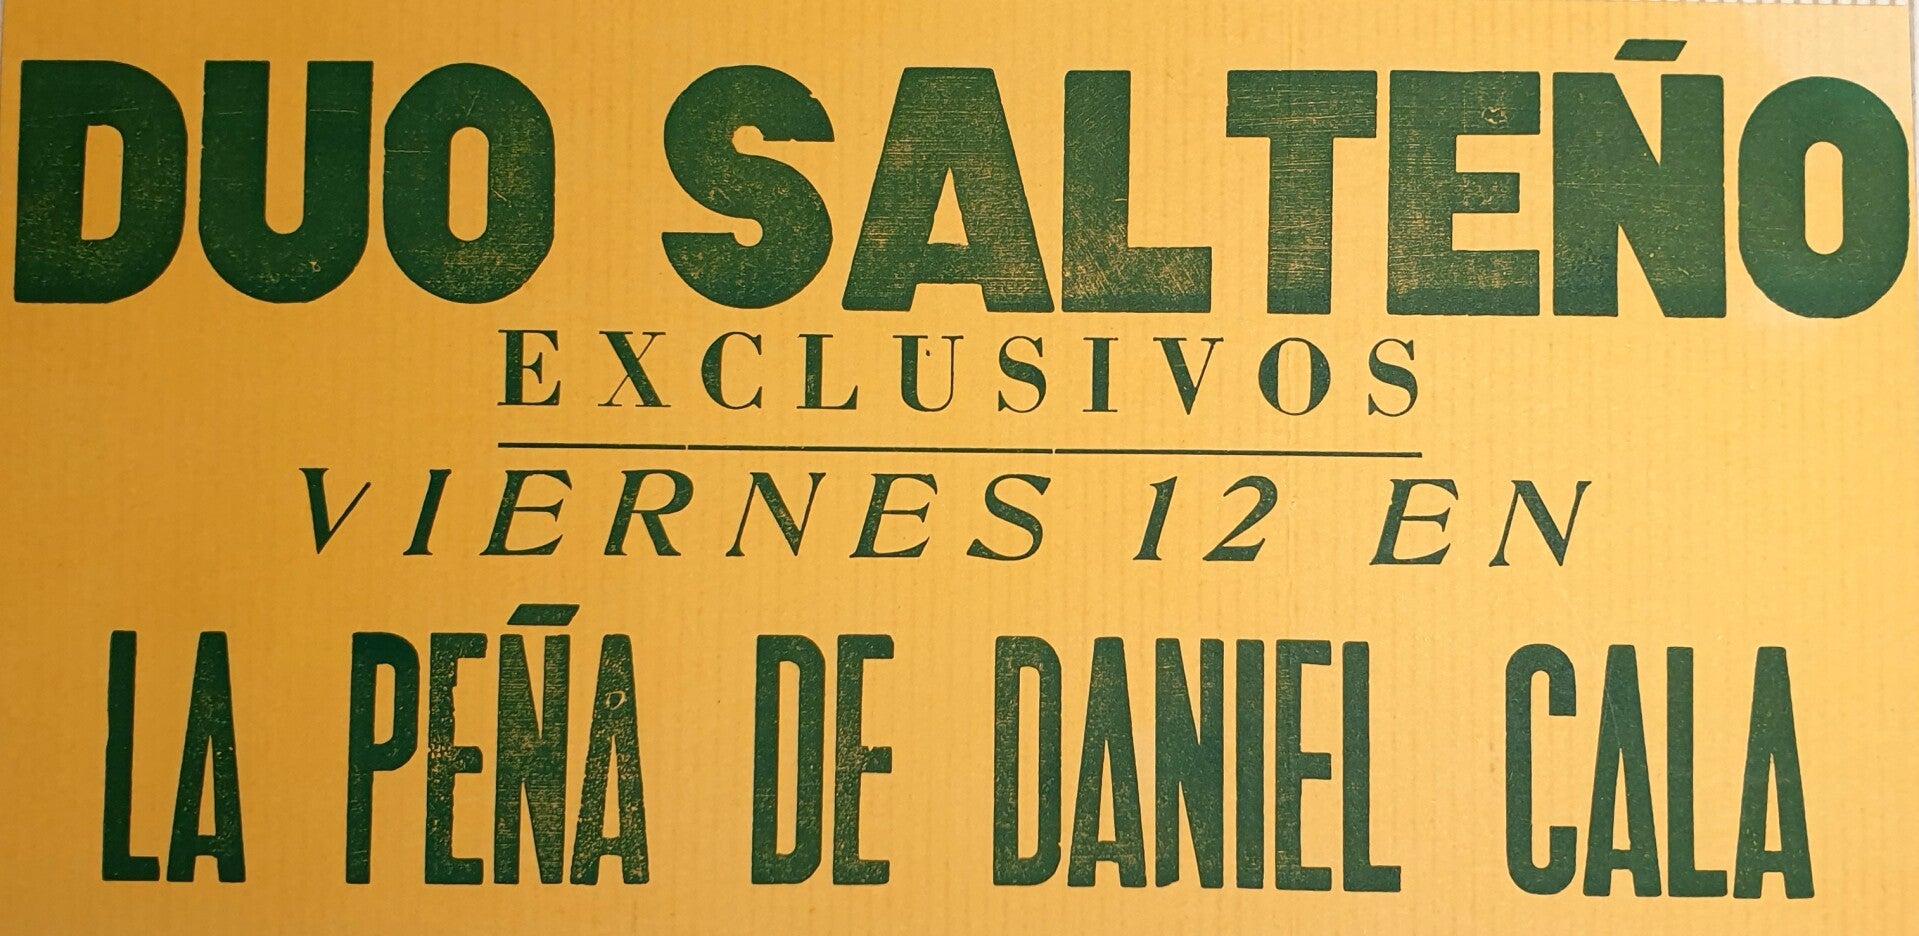 DUO SALTEÑO
EXCLUSIVOS
VIERNES 12 EN
LA PEÑA DE DANIEL CALA